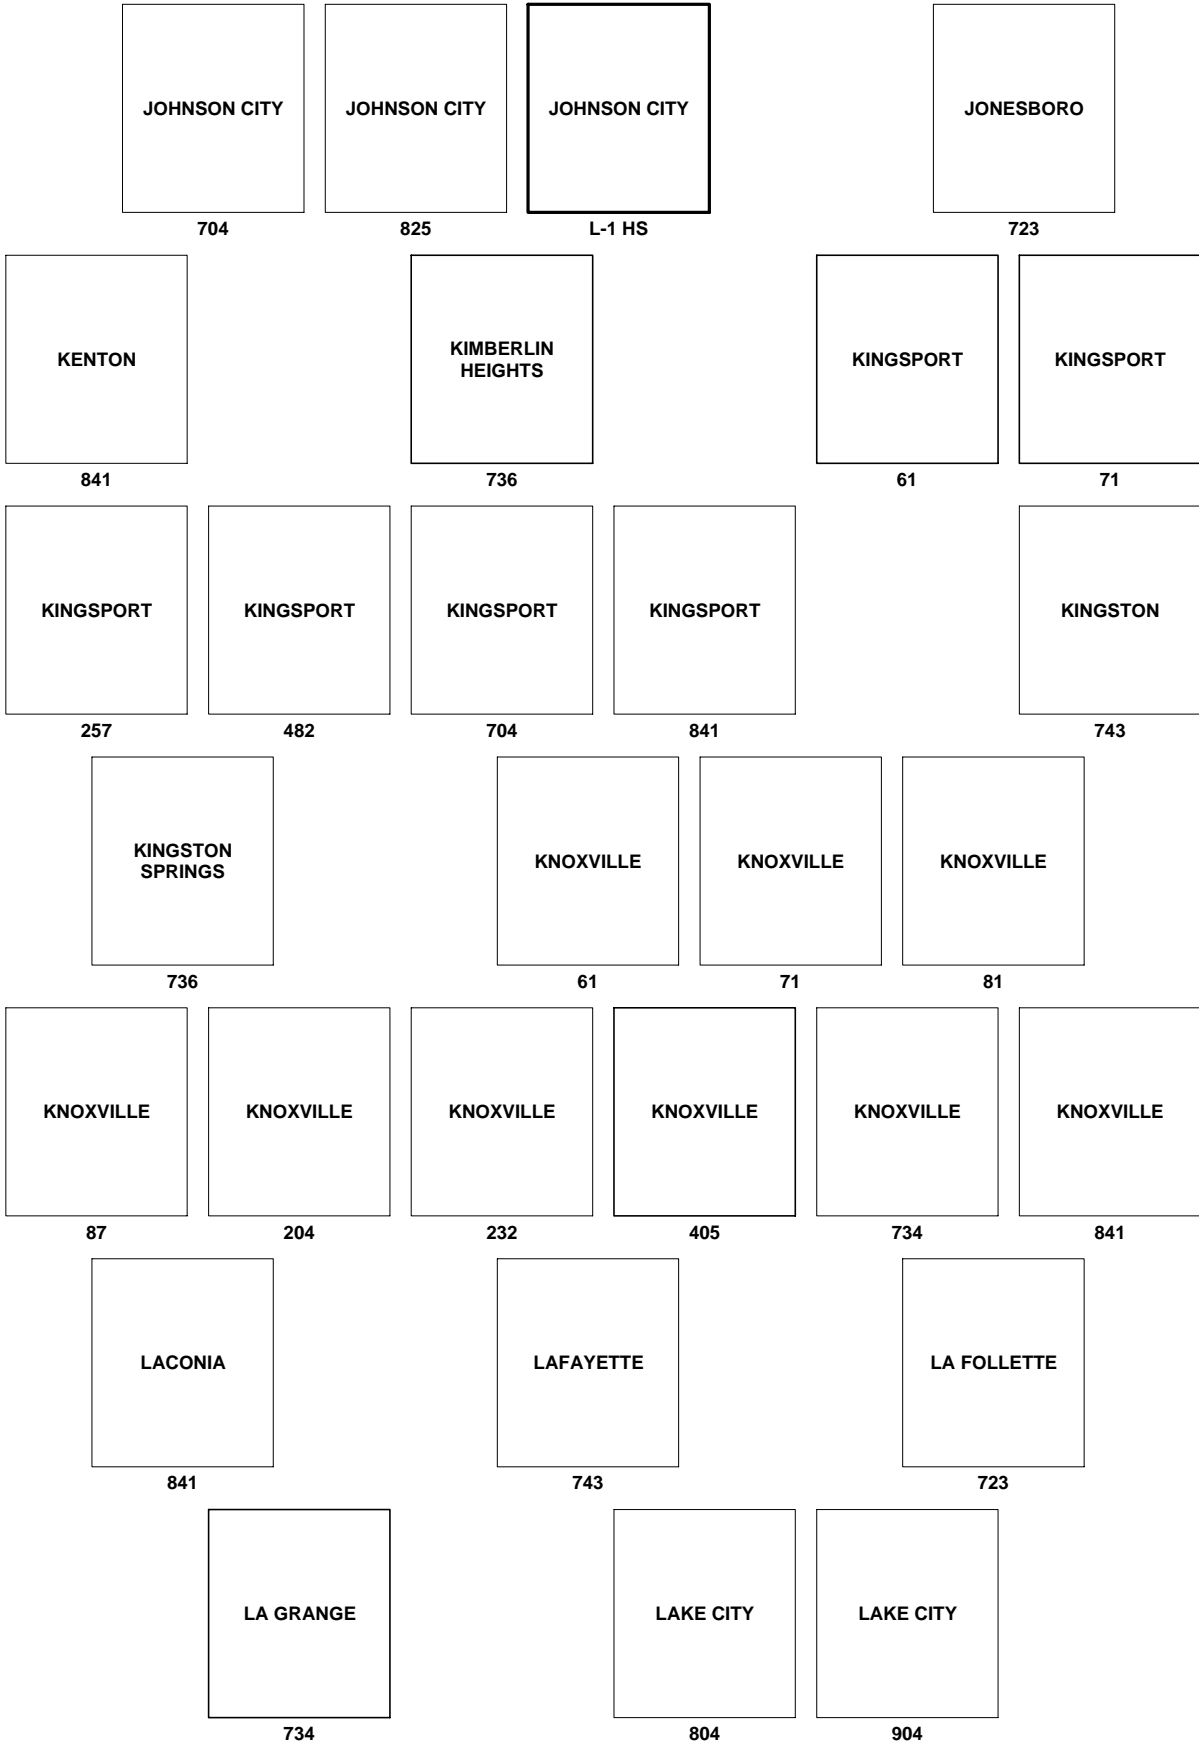 JOHNSON CITY JOHNSON CITY JOHNSON CITY JONESBORO
704 825 L-1 HS 723
KENTON KIMBERLIN HEIGHTS KINGSPORT KINGSPORT
841 736 61 71
KINGSPORT KINGSPORT KINGSPORT KINGSPORT KINGSTON
257 482 704 841 743
KINGSTON SPRINGS KNOXVILLE KNOXVILLE KNOXVILLE
736 61 71 81
KNOXVILLE KNOXVILLE KNOXVILLE KNOXVILLE KNOXVILLE KNOXVILLE
87 204 232 405 734 841
LACONIA LAFAYETTE LA FOLLETTE
841 743 723
LA GRANGE LAKE CITY LAKE CITY
734 804 904